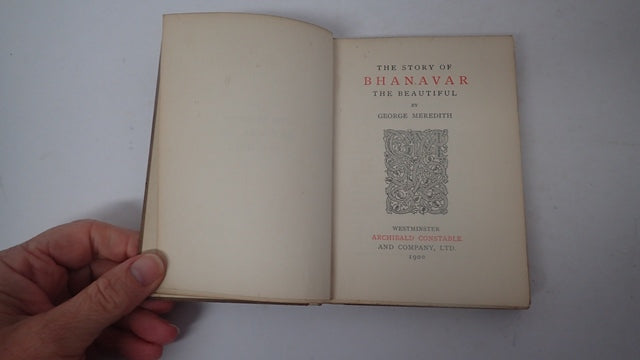 THE STORY OF
BHANAVAR
THE BEAUTIFUL
BY
GEORGE MEREDITH
WESTMINSTER
ARCHIBALD CONSTABLE
AND COMPANY, LTD.
1900